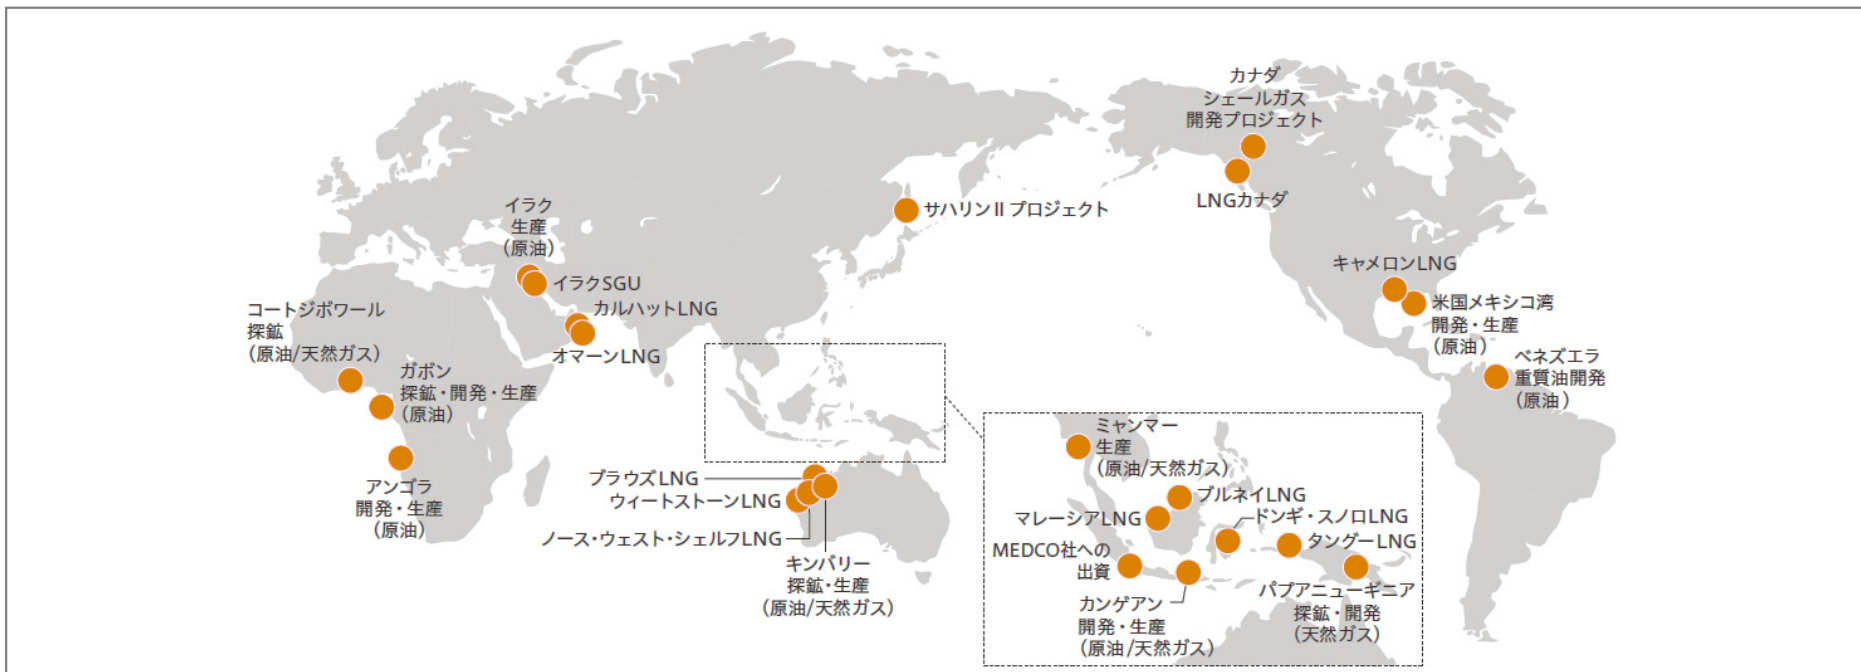 カナダ
シェールガス
開発プロジェクト
LNGカナダ
サハリンⅡ プロジェクト
イラク
生産
（原油）
イラクSGU
カルハットLNG
オマーンLNG
コートジボワール
探鉱
（原油/天然ガス）
ガボン
探鉱・開発・生産
（原油）
アンゴラ
開発・生産
（原油）
キャメロンLNG
米国メキシコ湾
開発・生産
（原油）
ベネズエラ
重質油開発
（原油）
ブラウズLNG
ウィートストーンLNG
ノース・ウェスト・シェルフLNG
キンバリー
探鉱・生産
（原油/天然ガス）
ミャンマー
生産
（原油/天然ガス）
ブルネイLNG
マレーシアLNG
ドンギ・スノロLNG
タングーLNG
MEDCO社への
出資
カンゲアン
開発・生産
（原油/天然ガス）
パプアニューギニア
探鉱・開発
（天然ガス）